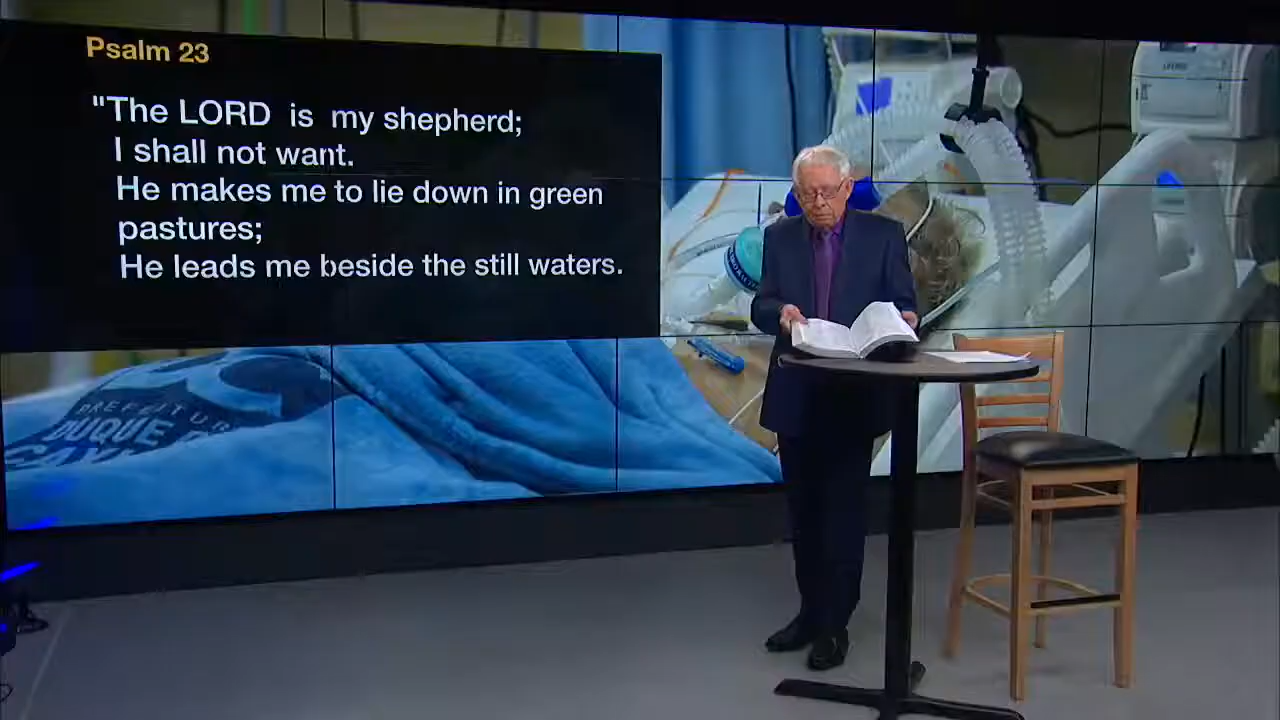 Psalm 23
"The LORD is my shepherd;
I shall not want.
He makes me to lie down in green
pastures;
He leads me beside the still waters.
DUQUE